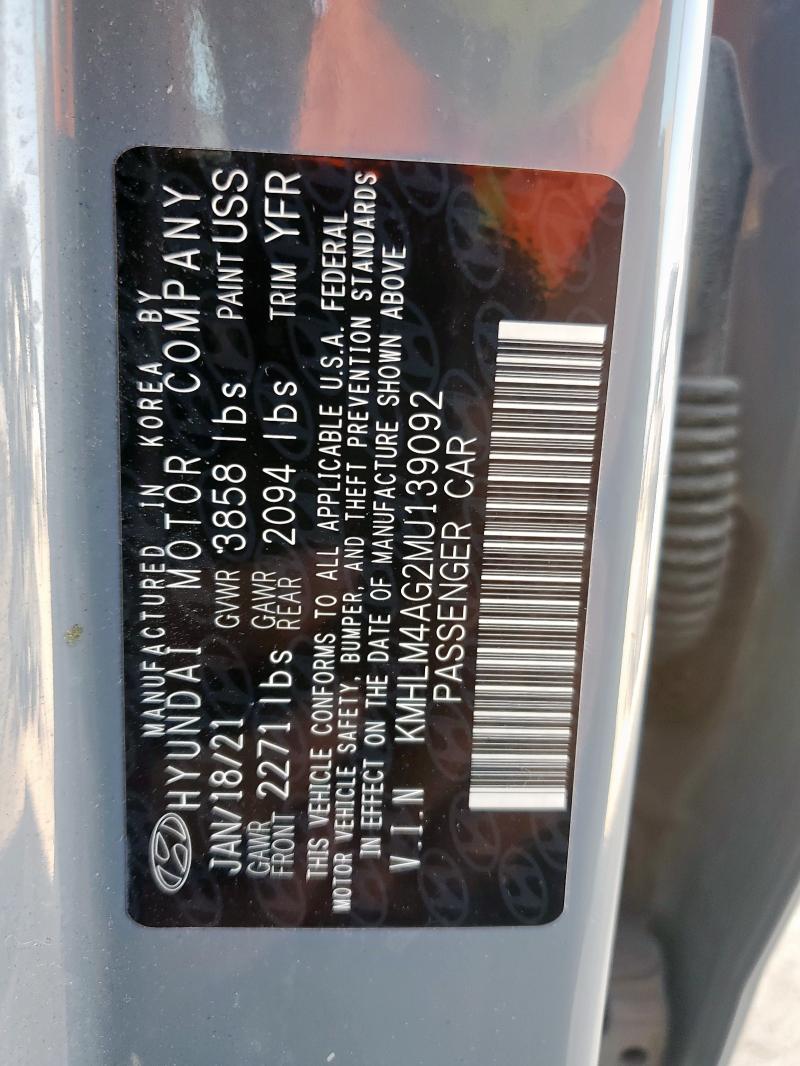 MANUFACTURED IN KOREA BY
HYUNDAI MOTOR COMPANY
JAN/18/21 GVWR 3858 lbs PAINT USS
GAWR FRONT 2271 lbs GAWR REAR 2094 lbs TRIM YFR
THIS VEHICLE CONFORMS TO ALL APPLICABLE U.S.A. FEDERAL
MOTOR VEHICLE SAFETY, BUMPER, AND THEFT PREVENTION STANDARDS
IN EFFECT ON THE DATE OF MANUFACTURE SHOWN ABOVE
V.I.N KMHLM4AG2MU139092
PASSENGER CAR